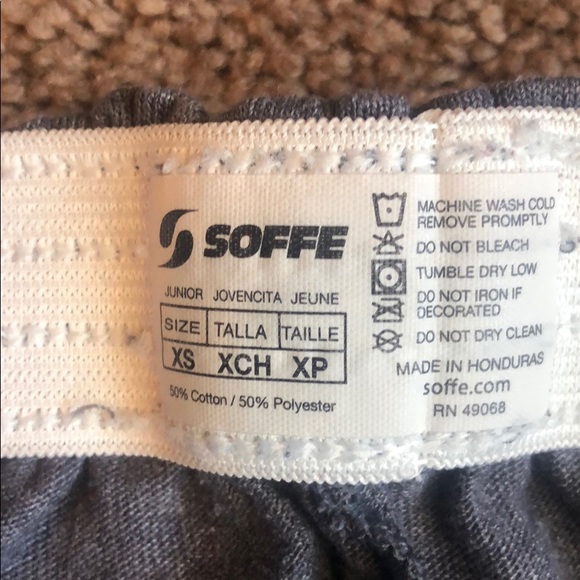 SOFFE
JUNIOR JOVENCITA JEUNE
SIZE TALLA TAILLE
XS XCH XP
50% Cotton / 50% Polyester
MACHINE WASH COLD
REMOVE PROMPTLY
DO NOT BLEACH
TUMBLE DRY LOW
DO NOT IRON IF
DECORATED
DO NOT DRY CLEAN
MADE IN HONDURAS
soffe.com
RN 49068